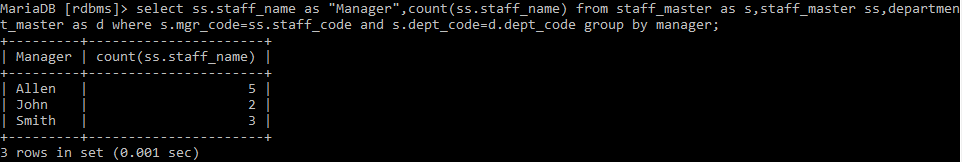 MariaDB [rdbms]> select ss.staff_name as "Manager",count(ss.staff_name) from staff_master as s,staff_master ss,departmen
t_master as d where s.mgr_code=ss.staff_code and s.dept_code=d.dept_code group by manager;
+---------+----------------------+
| Manager | count(ss.staff_name) |
+---------+----------------------+
| Allen   |                    5 |
| John    |                    2 |
| Smith   |                    3 |
+---------+----------------------+
3 rows in set (0.001 sec)